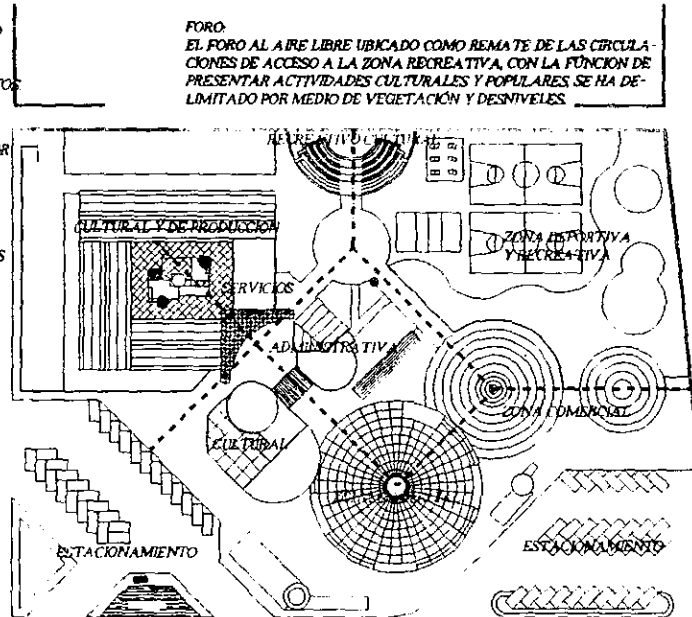 FORO:
EL FORO AL AIRE LIBRE UBICADO COMO REMATE DE LAS CIRCULA-
CIONES DE ACCESO A LA ZONA RECREATIVA, CON LA FUNCION DE
PRESENTAR ACTIVIDADES CULTURALES Y POPULARES, SE HA DE-
LIMITADO POR MEDIO DE VEGETACIÓN Y DESNIVELES.
RECREATIVO CULTURAL
CULTURAL Y DE PRODUCCION
ZONA DEPORTIVA
Y RECREATIVA
SERVICIOS
ADMINISTRATIVA
ZONA COMERCIAL
CULTURAL
ESTACIONAMIENTO
ESTACIONAMIENTO